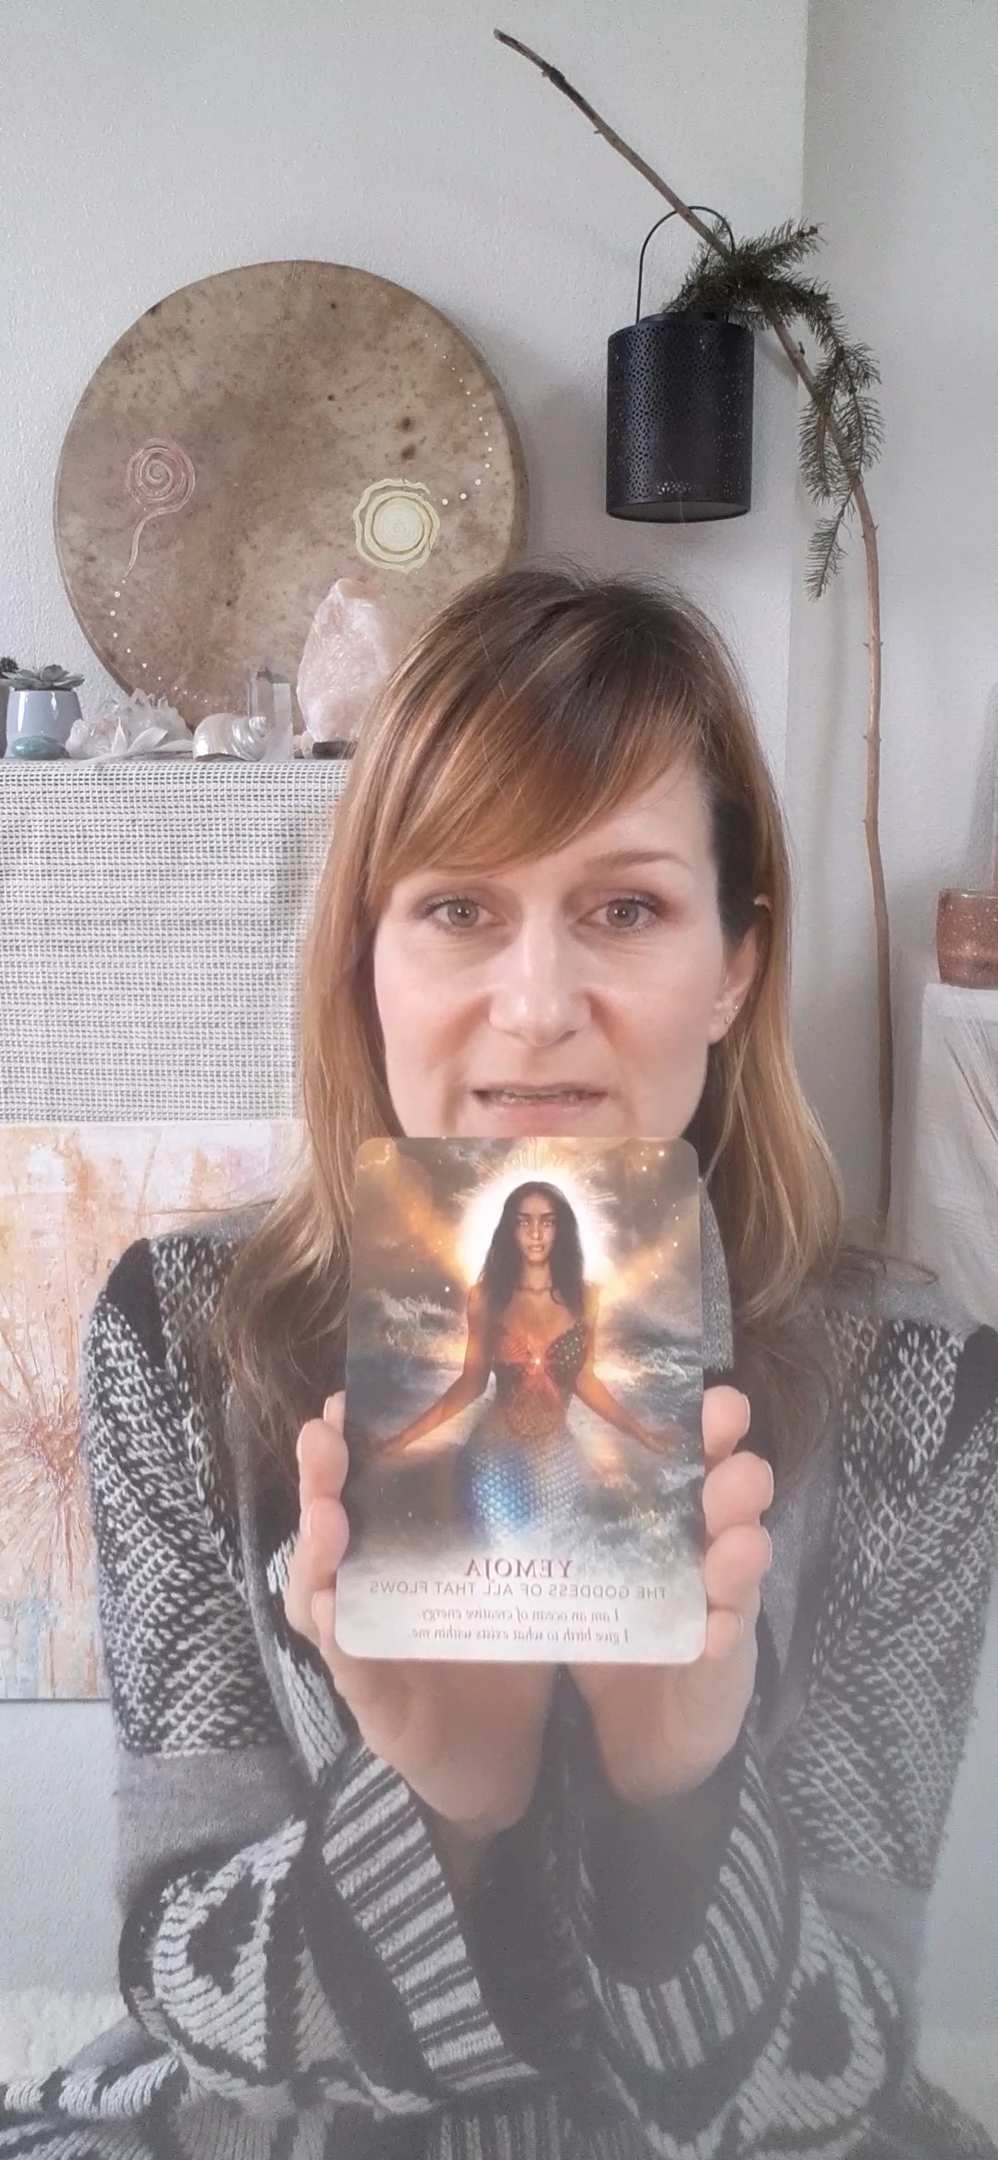 YEMOJA
THE GODDESS OF ALL THAT FLOWS
I am an ocean of creative energy.
I give birth to what exists within me.